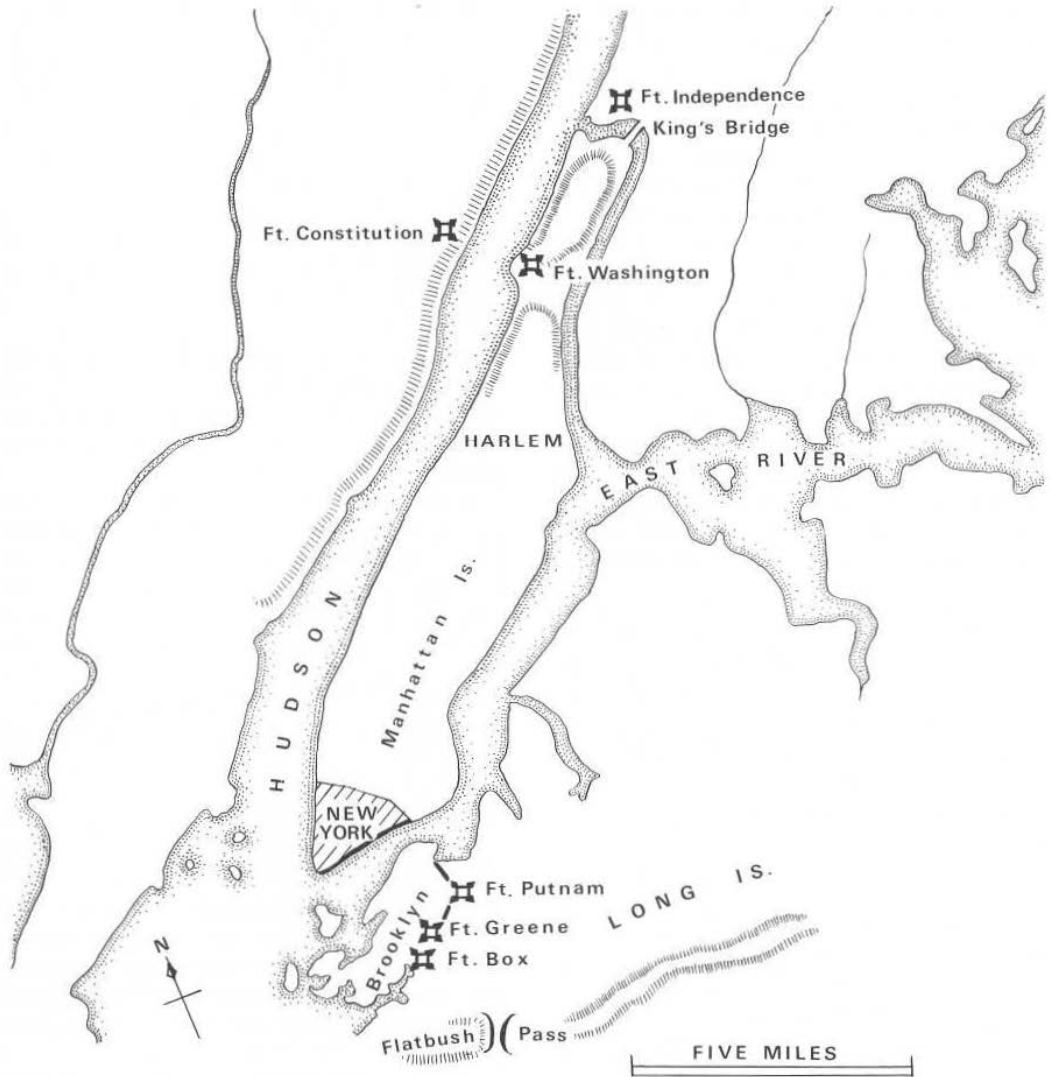 Ft. Independence
King's Bridge
Ft. Constitution
Ft. Washington
HARLEM
EAST RIVER
HUDSON
Manhattan Is.
NEW
YORK
Brooklyn
Ft. Putnam
Ft. Greene
Ft. Box
LONG IS.
N
Flatbush Pass
FIVE MILES